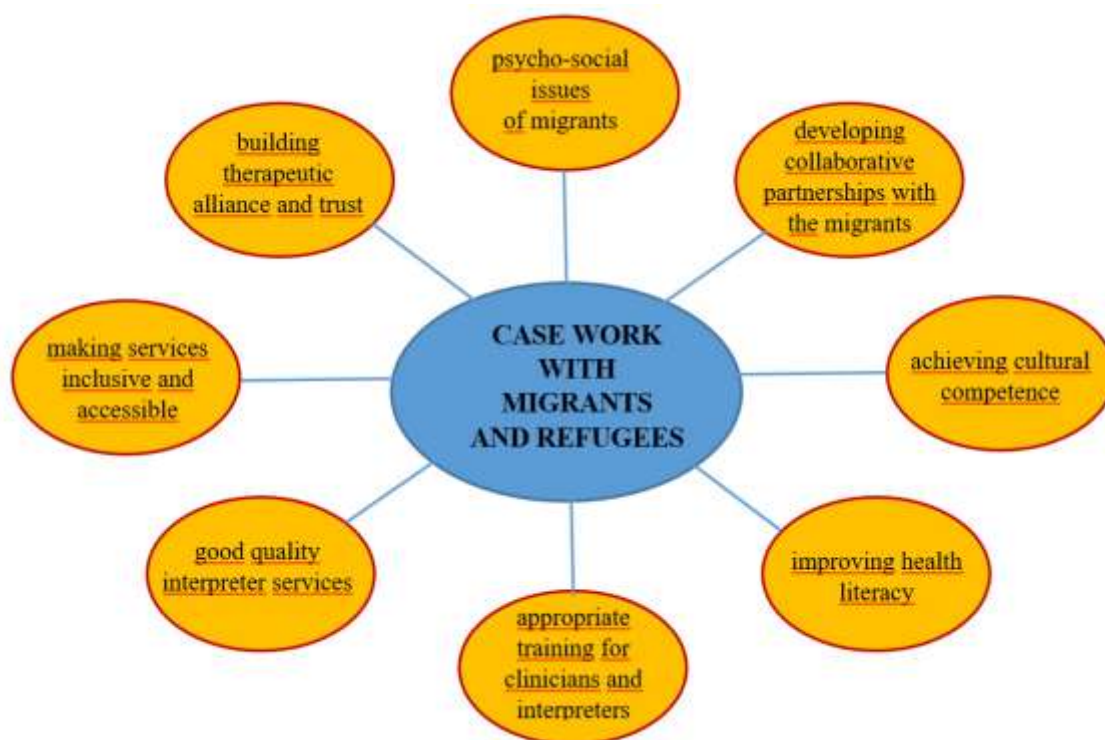 psycho-social
issues
of migrants
developing
collaborative
partnerships with
the migrants
building
therapeutic
alliance and trust
CASE WORK
WITH
MIGRANTS
AND REFUGEES
making services
inclusive and
accessible
achieving cultural
competence
good quality
interpreter services
improving health
literacy
appropriate
training for
clinicians and
interpreters